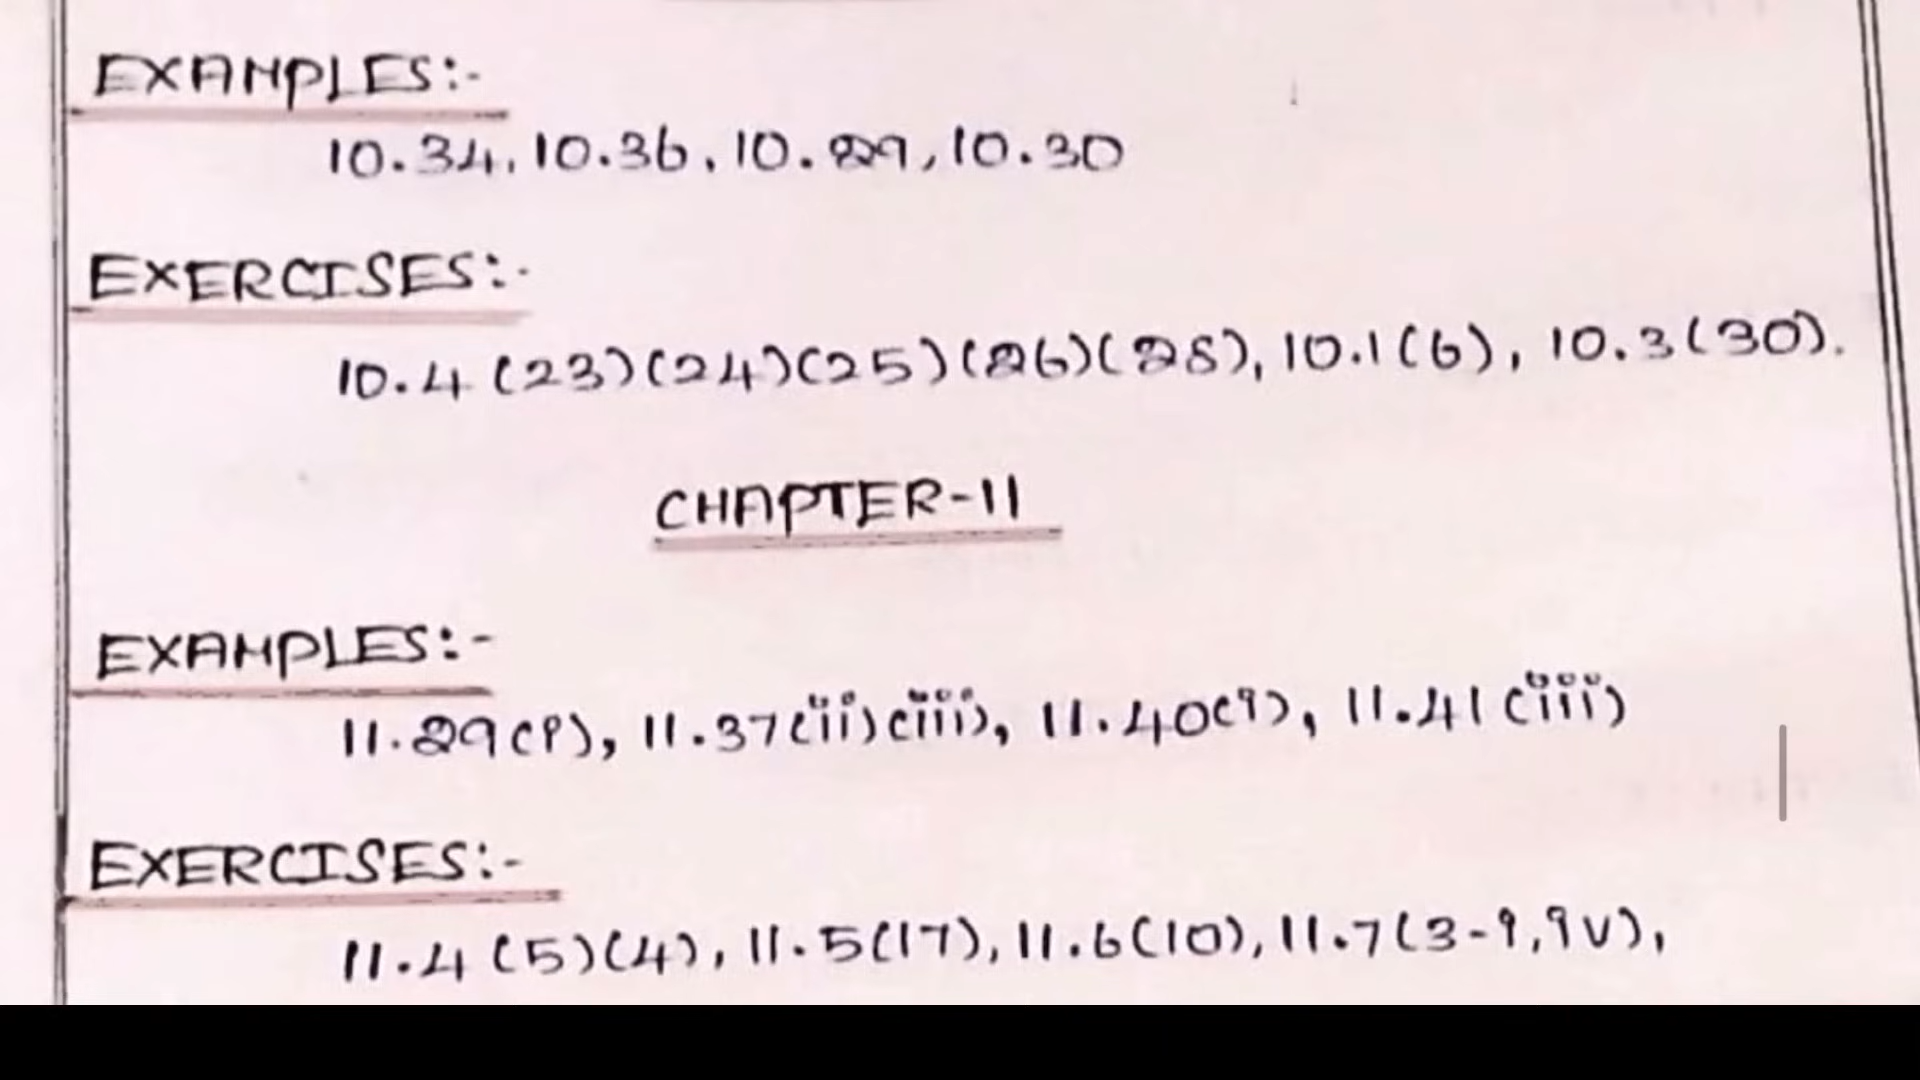 EXAMPLES:-
10.34, 10.36, 10.29, 10.30
EXERCISES:-
10.4 (23)(24)(25)(26)(28), 10.1(6), 10.3(30).
CHAPTER-11
EXAMPLES:-
11.29(i), 11.37(ii)(iii), 11.40(i), 11.41(iii)
EXERCISES:-
11.4 (5)(4), 11.5(17), 11.6(10), 11.7(3-i,iv),